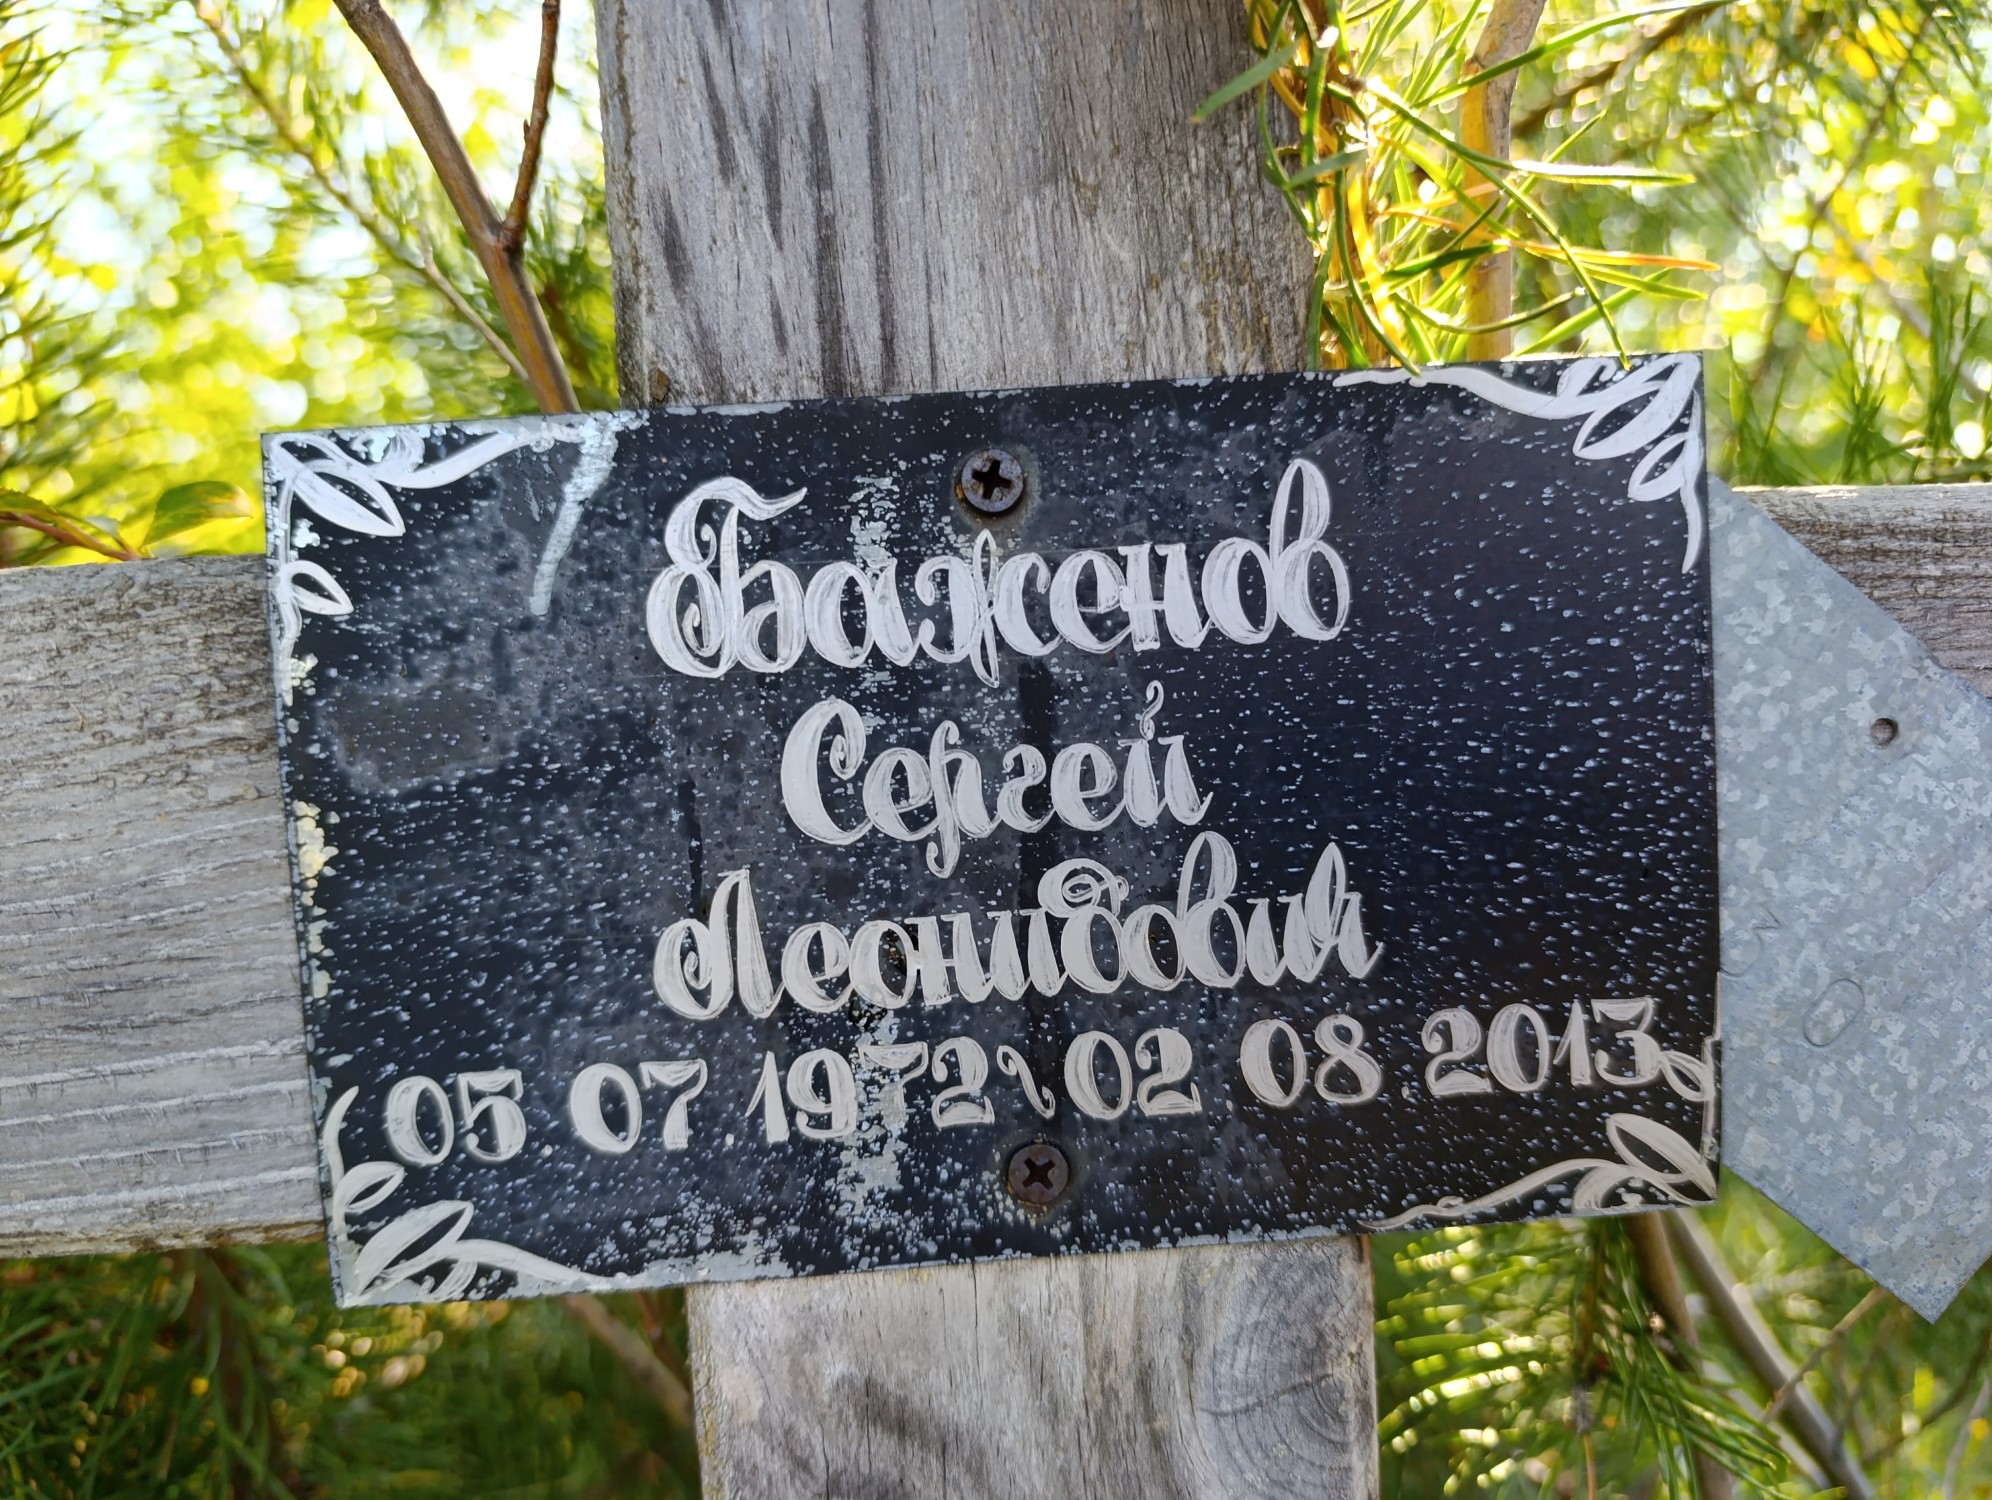 Баженов
Сергей
Леонидович
05 07 1972 ~ 02 08 2013